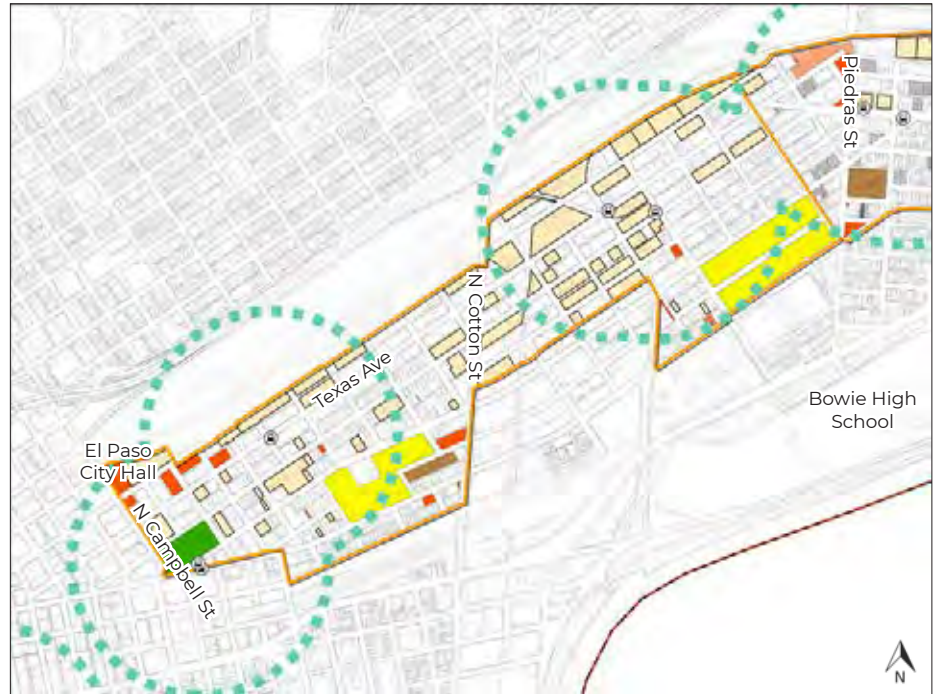 Piedras St
N Cotton St
Texas Ave
Bowie High
School
El Paso
City Hall
N Campbell St
N